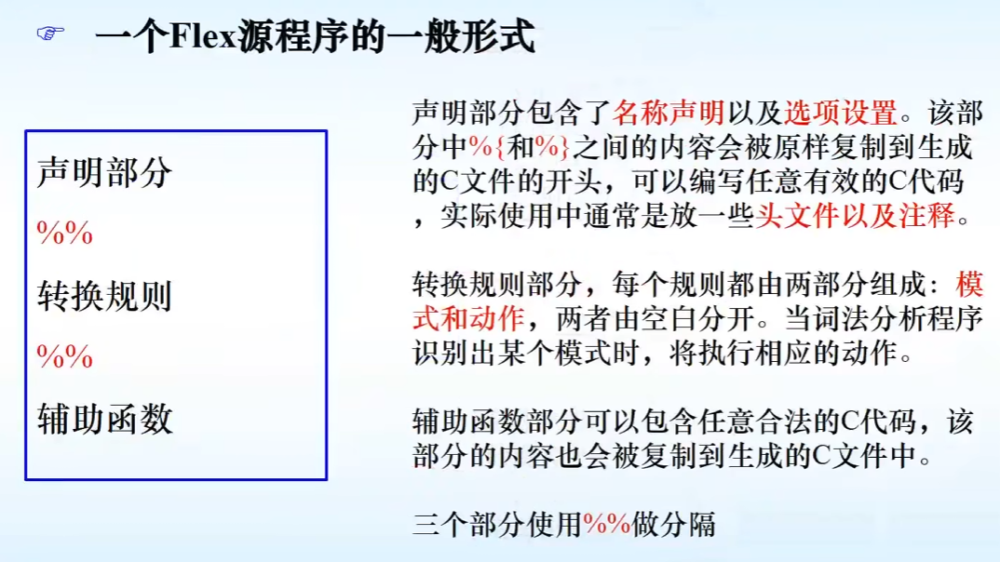 一个Flex源程序的一般形式
声明部分
%%
转换规则
%%
辅助函数
声明部分包含了名称声明以及选项设置。该部
分中%{和%}之间的内容会被原样复制到生成
的C文件的开头，可以编写任意有效的C代码
，实际使用中通常是放一些头文件以及注释。
转换规则部分，每个规则都由两部分组成：模
式和动作，两者由空白分开。当词法分析程序
识别出某个模式时，将执行相应的动作。
辅助函数部分可以包含任意合法的C代码，该
部分的内容也会被复制到生成的C文件中。
三个部分使用%%做分隔